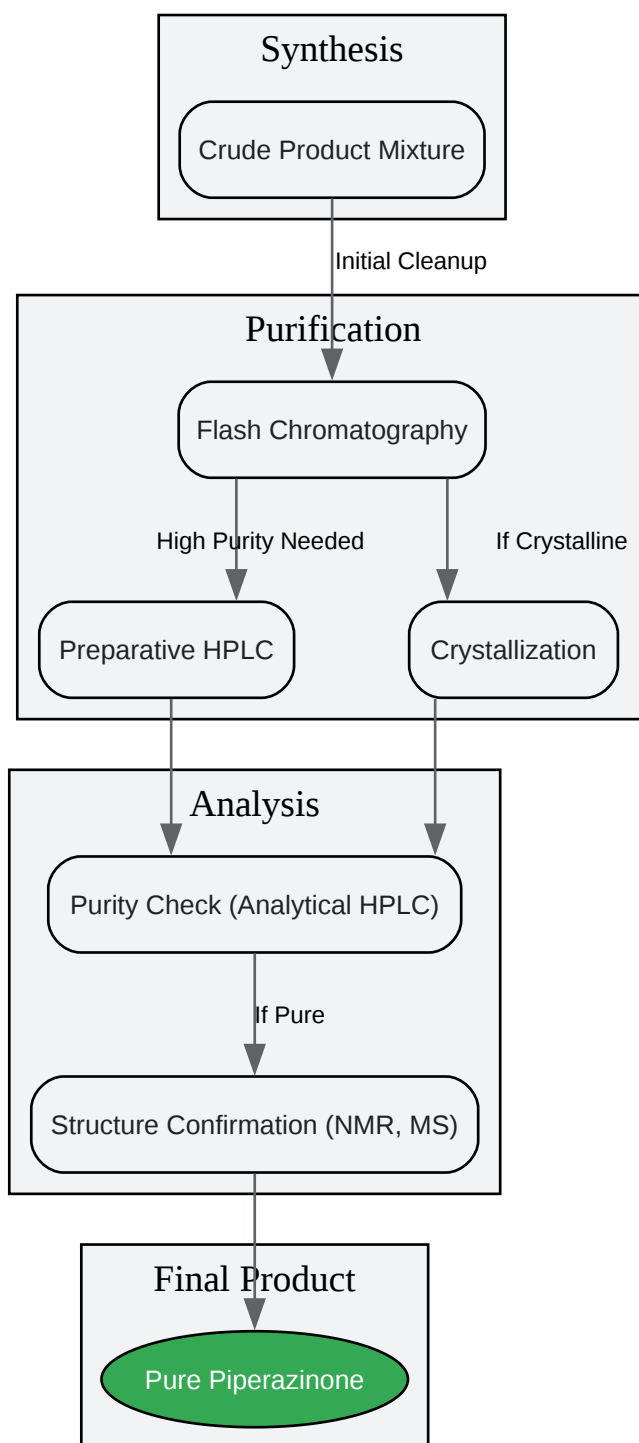 Synthesis
Crude Product Mixture
Initial Cleanup
Purification
Flash Chromatography
High Purity Needed
If Crystalline
Preparative HPLC
Crystallization
Analysis
Purity Check (Analytical HPLC)
If Pure
Structure Confirmation (NMR, MS)
Final Product
Pure Piperazinone